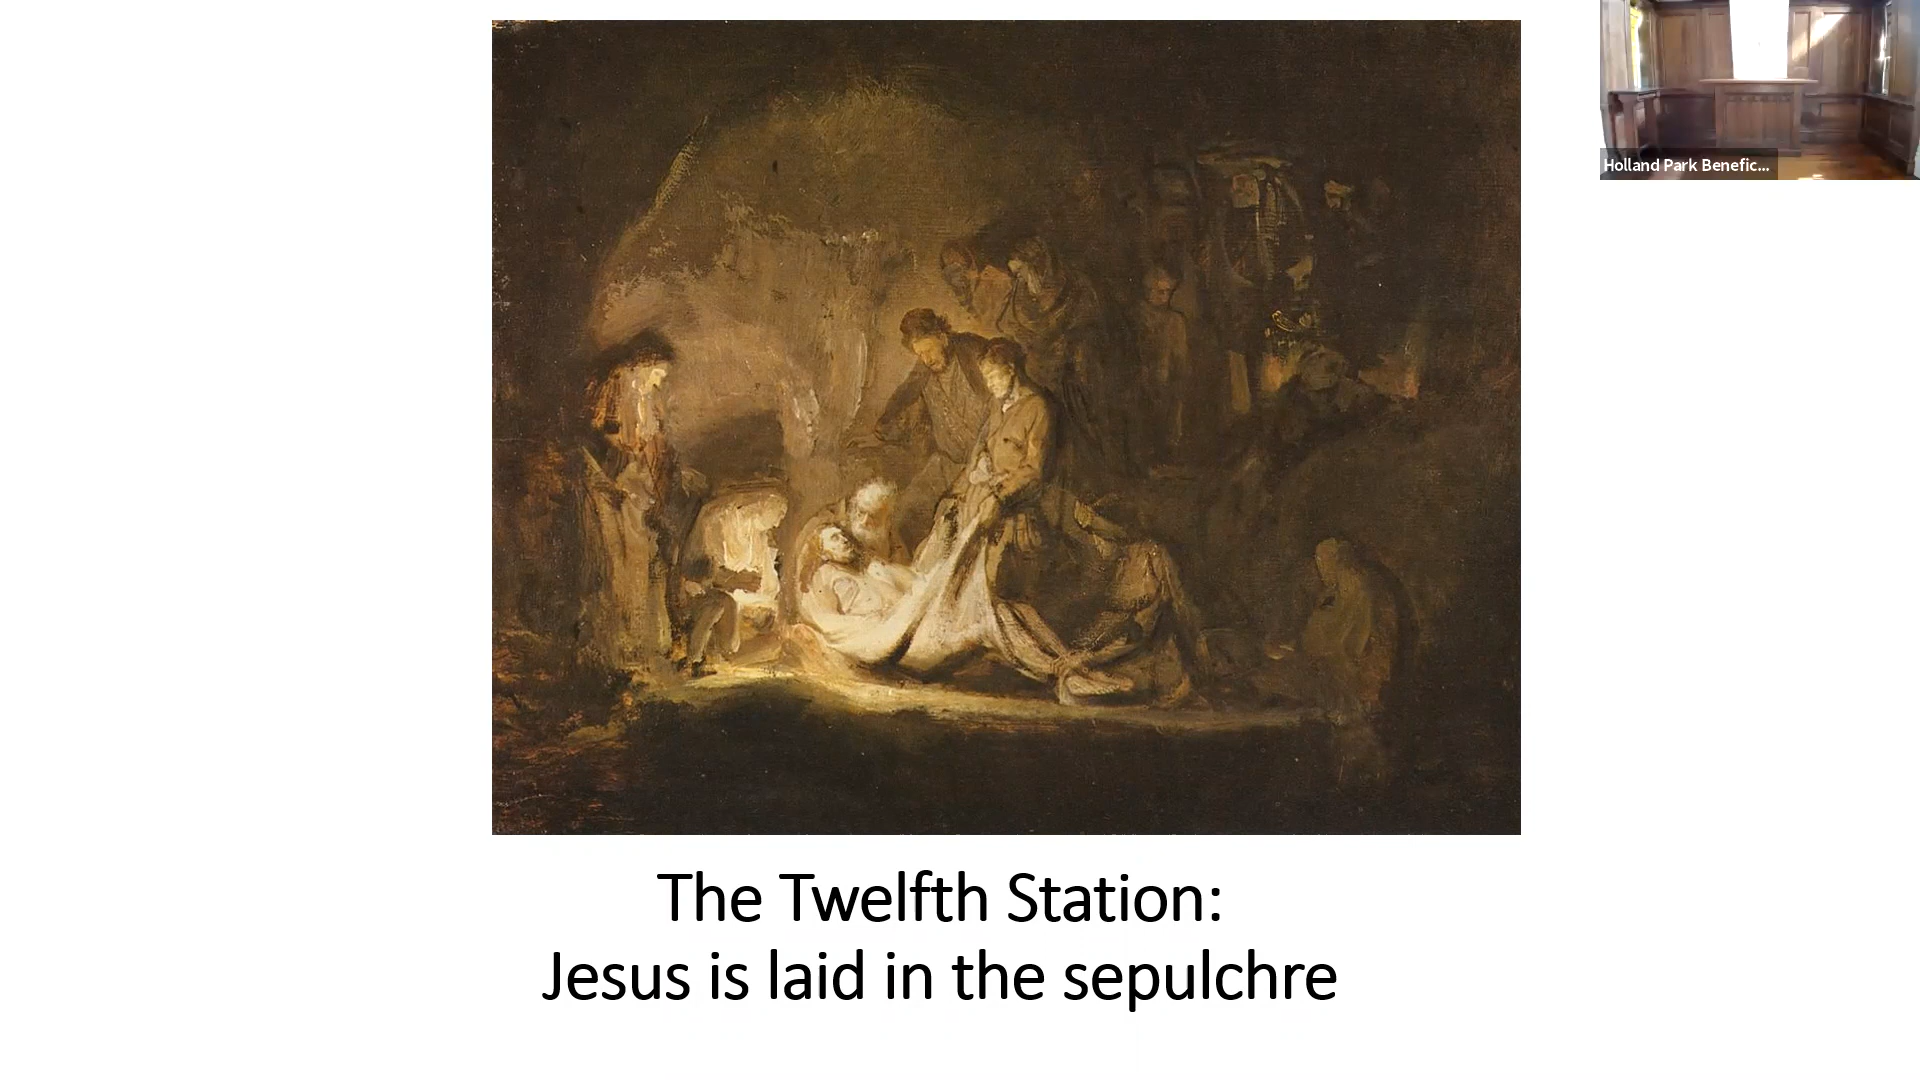 Holland Park Benefic...
The Twelfth Station:
Jesus is laid in the sepulchre